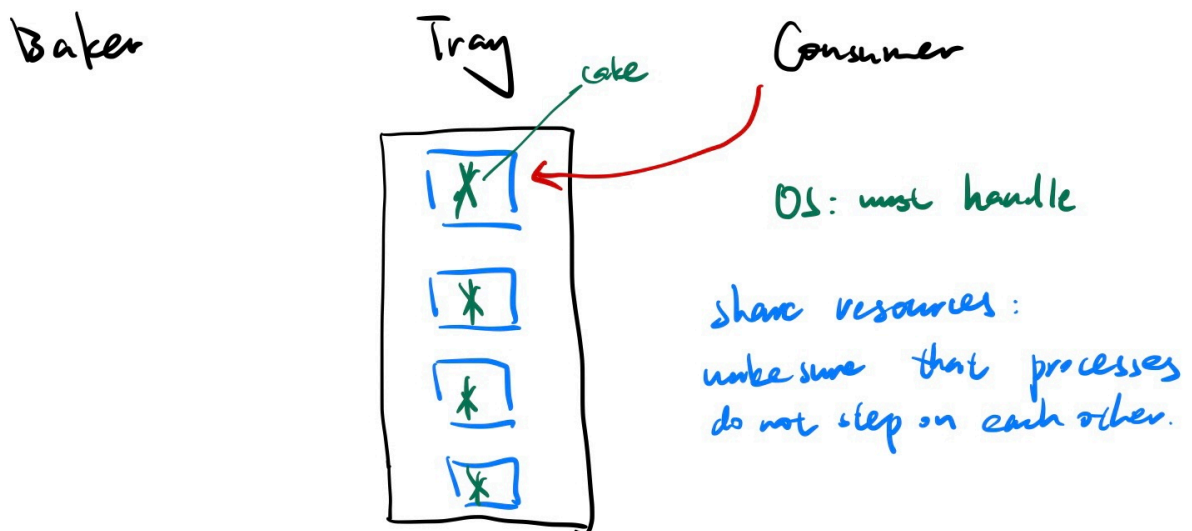 Baker
Tray
Consumer
cake
OS: must handle
share resources:
make sure that processes
do not step on each other.